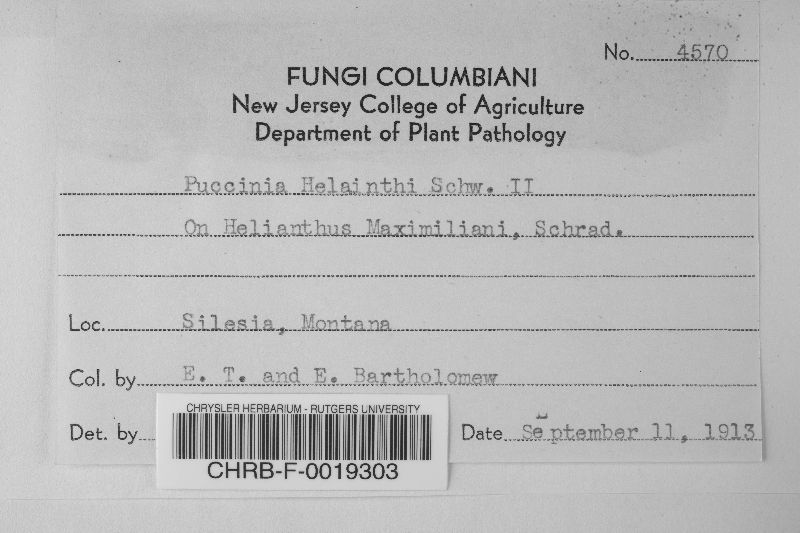 No. 4570
FUNGI COLUMBIANI
New Jersey College of Agriculture
Department of Plant Pathology
Puccinia Helainthi Schw. II
On Helianthus Maximiliani, Schrad.
Loc. Silesia, Montana
Col. by E. T. and E. Bartholomew
Det. by
Date September 11, 1913
CHRYSLER HERBARIUM - RUTGERS UNIVERSITY
CHRB-F-0019303